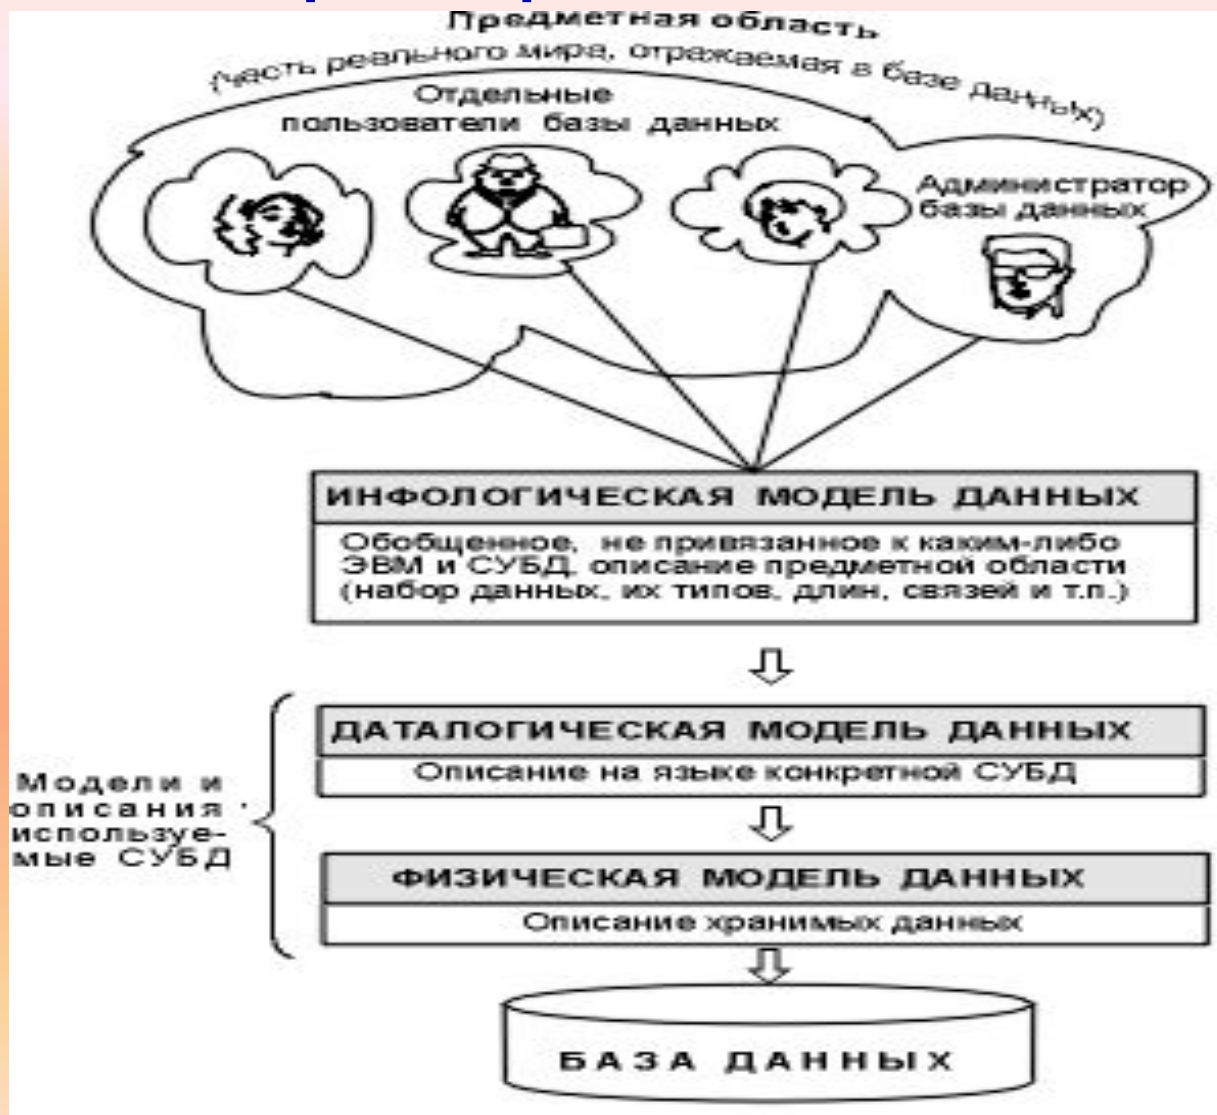 Предметная область
(часть реального мира, отражаемая в базе данных)
Отдельные
пользователи базы данных
Администратор
базы данных
ИНФОЛОГИЧЕСКАЯ МОДЕЛЬ ДАННЫХ
Обобщенное, не привязанное к каким-либо
ЭВМ и СУБД, описание предметной области
(набор данных, их типов, длин, связей и т.п.)
ДАТАЛОГИЧЕСКАЯ МОДЕЛЬ ДАННЫХ
Описание на языке конкретной СУБД
Модели и
описания
используе-
мые СУБД
ФИЗИЧЕСКАЯ МОДЕЛЬ ДАННЫХ
Описание хранимых данных
БАЗА ДАННЫХ